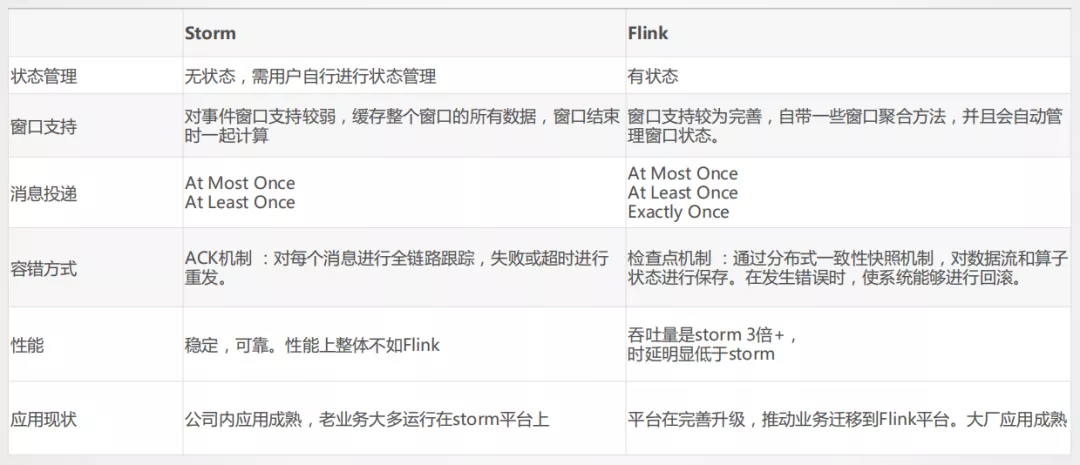 Storm
Flink
状态管理
无状态，需用户自行进行状态管理
有状态
窗口支持
对事件窗口支持较弱，缓存整个窗口的所有数据，窗口结束
时一起计算
窗口支持较为完善，自带一些窗口聚合方法，并且会自动管
理窗口状态。
消息投递
At Most Once
At Least Once
At Most Once
At Least Once
Exactly Once
容错方式
ACK机制 ：对每个消息进行全链路跟踪，失败或超时进行
重发。
检查点机制 ：通过分布式一致性快照机制，对数据流和算子
状态进行保存。在发生错误时，使系统能够进行回滚。
性能
稳定，可靠。性能上整体不如Flink
吞吐量是storm 3倍+，
时延明显低于storm
应用现状
公司内应用成熟，老业务大多运行在storm平台上
平台在完善升级，推动业务迁移到Flink平台。大厂应用成熟